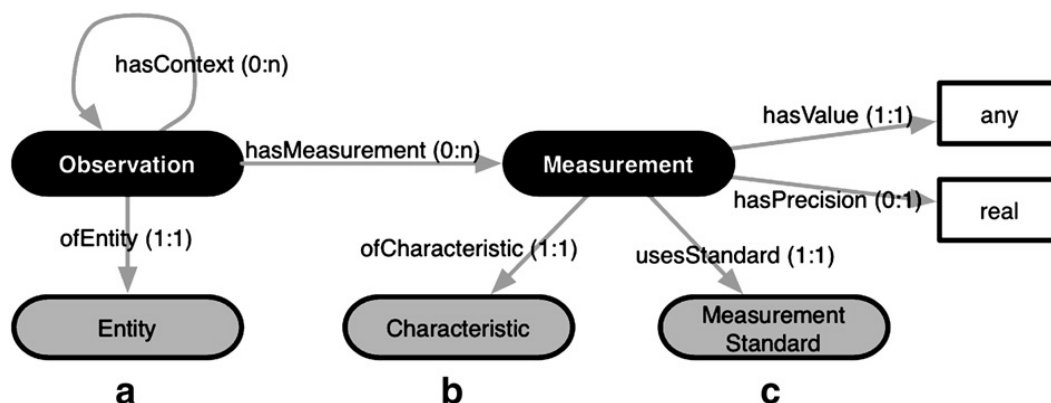 hasContext (0:n)
hasValue (1:1)
any
Observation
hasMeasurement (0:n)
Measurement
hasPrecision (0:1)
real
ofEntity (1:1)
ofCharacteristic (1:1)
usesStandard (1:1)
Entity
Characteristic
Measurement
Standard
a
b
c